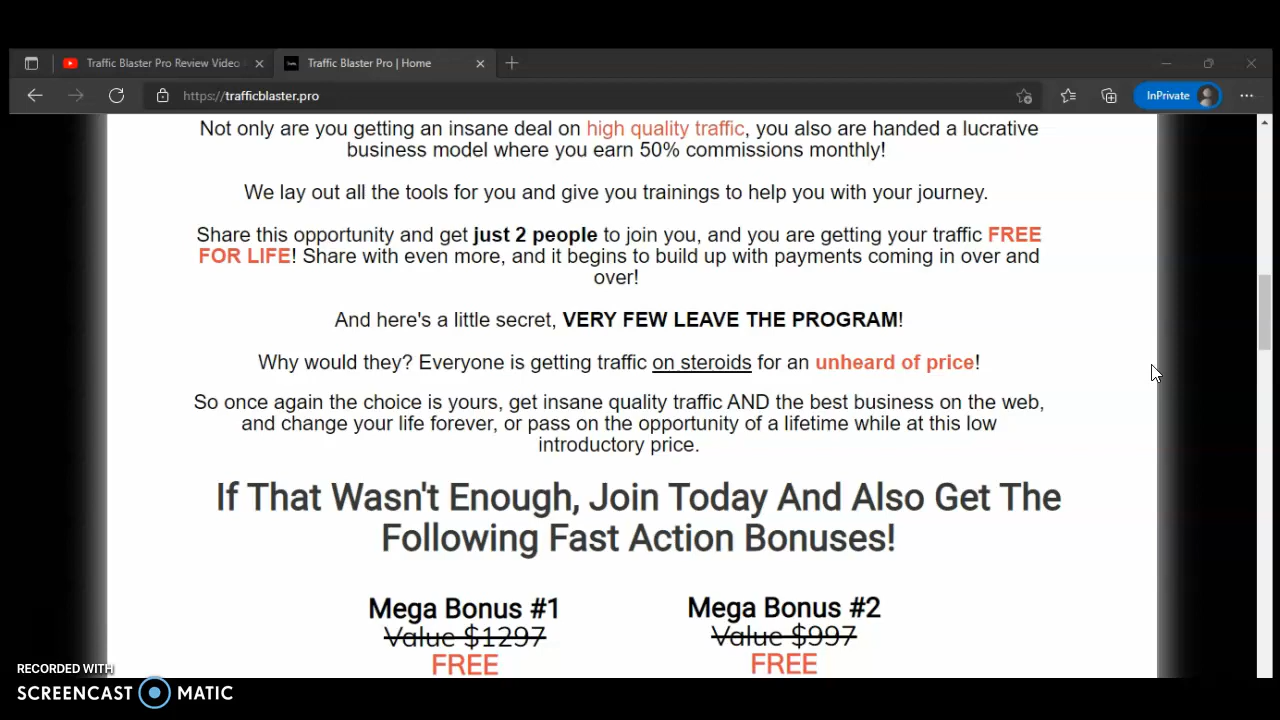 Traffic Blaster Pro Review Video
Traffic Blaster Pro | Home
https://trafficblaster.pro
InPrivate
Not only are you getting an insane deal on high quality traffic, you also are handed a lucrative
business model where you earn 50% commissions monthly!
We lay out all the tools for you and give you trainings to help you with your journey.
Share this opportunity and get just 2 people to join you, and you are getting your traffic FREE
FOR LIFE! Share with even more, and it begins to build up with payments coming in over and
over!
And here's a little secret, VERY FEW LEAVE THE PROGRAM!
Why would they? Everyone is getting traffic on steroids for an unheard of price!
So once again the choice is yours, get insane quality traffic AND the best business on the web,
and change your life forever, or pass on the opportunity of a lifetime while at this low
introductory price.
If That Wasn't Enough, Join Today And Also Get The
Following Fast Action Bonuses!
Mega Bonus #1
Value $1297
FREE
Mega Bonus #2
Value $997
FREE
RECORDED WITH
SCREENCAST MATIC